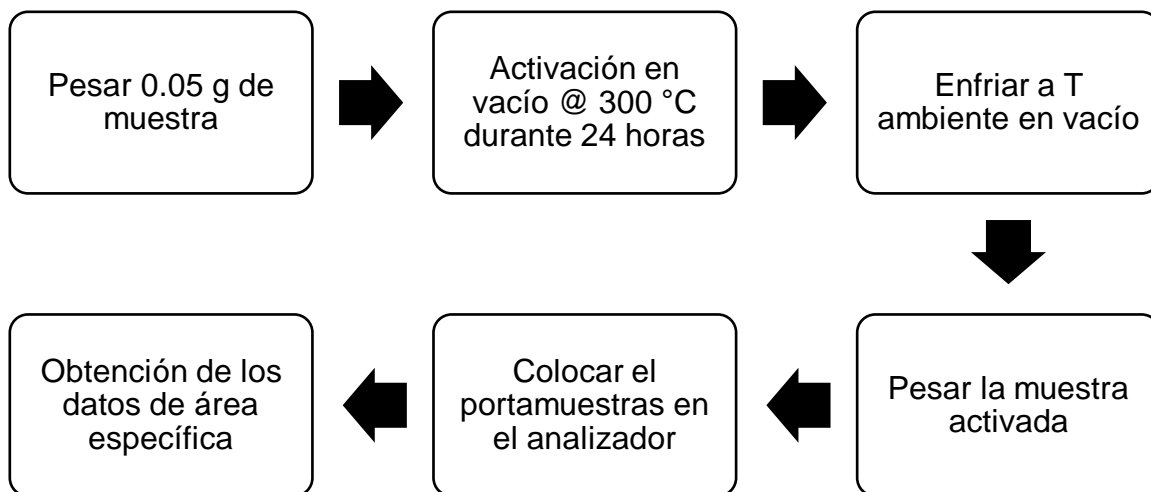 Pesar 0.05 g de
muestra
Activación en
vacío @ 300 °C
durante 24 horas
Enfriar a T
ambiente en vacío
Pesar la muestra
activada
Colocar el
portamuestras en
el analizador
Obtención de los
datos de área
específica